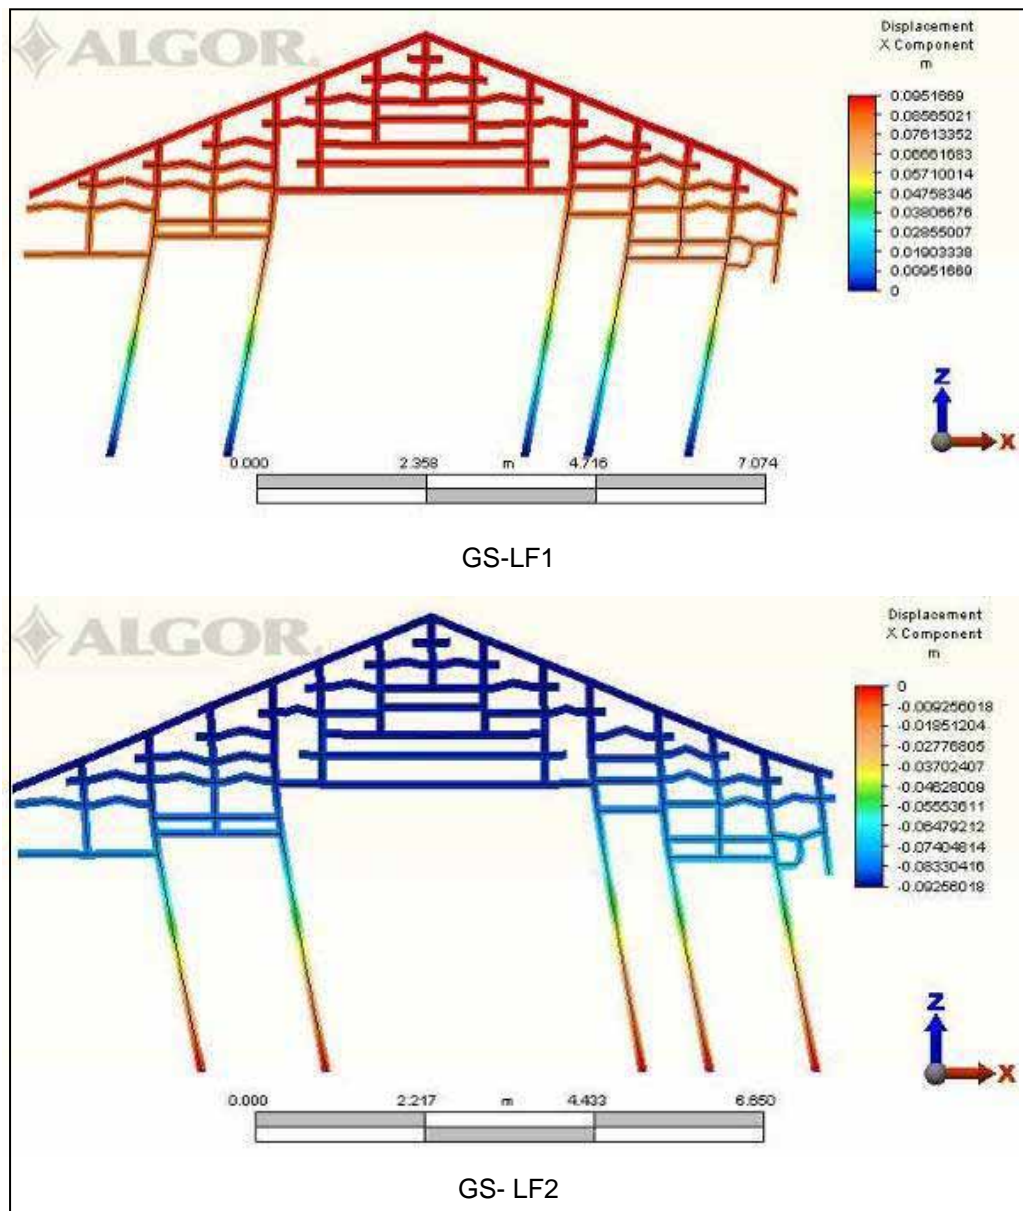 ALGOR.
Displacement
X Component
m
0.0951669
0.08565021
0.07613352
0.06661683
0.05710014
0.04758345
0.03806676
0.02855007
0.01903338
0.00951669
0
Z
X
0.000 2.358 m 4.716 7.074
GS-LF1
ALGOR.
Displacement
X Component
m
0
-0.009256018
-0.01851204
-0.02776805
-0.03702407
-0.04628009
-0.05553611
-0.06479212
-0.07404814
-0.08330416
-0.09256018
Z
X
0.000 2.217 m 4.433 6.650
GS- LF2